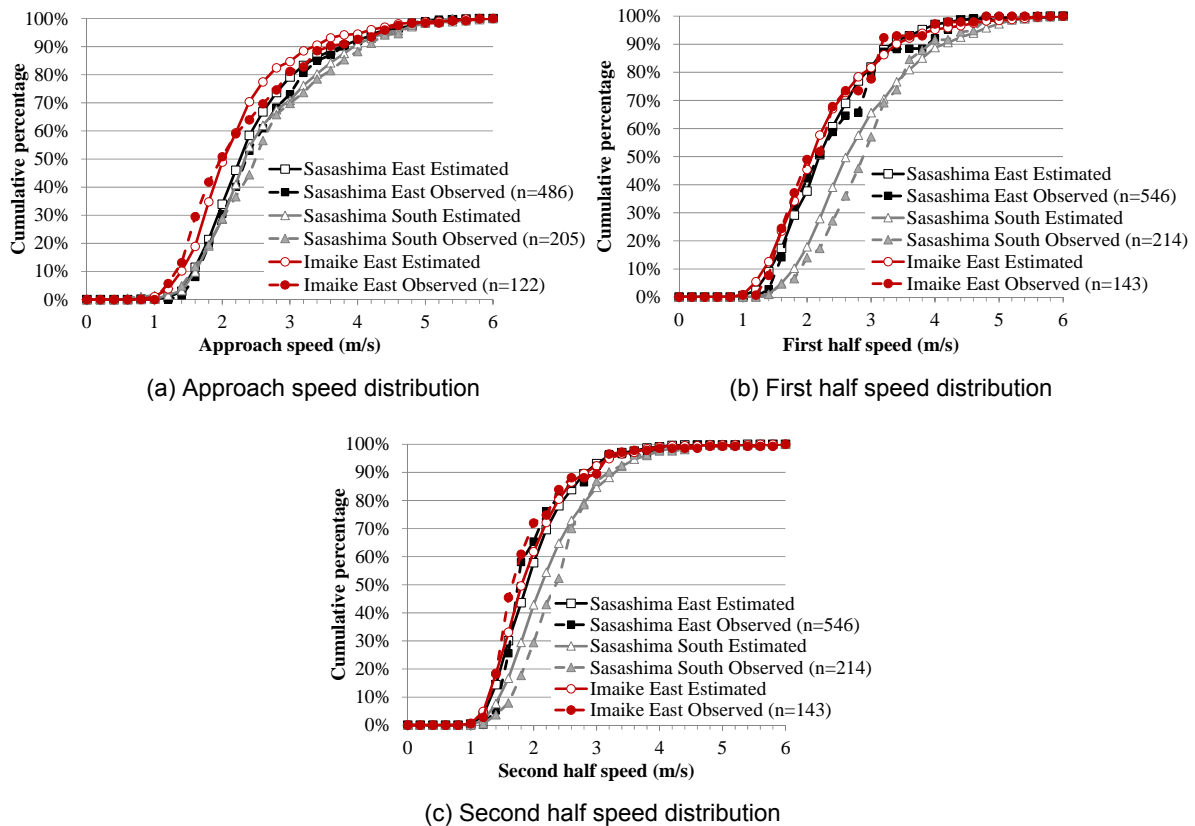 100%
90%
80%
70%
60%
50%
40%
30%
20%
10%
0%
Cumulative percentage
Sasashima East Estimated
Sasashima East Observed (n=486)
Sasashima South Estimated
Sasashima South Observed (n=205)
Imaike East Estimated
Imaike East Observed (n=122)
0 1 2 3 4 5 6
Approach speed (m/s)
(a) Approach speed distribution
100%
90%
80%
70%
60%
50%
40%
30%
20%
10%
0%
Cumulative percentage
Sasashima East Estimated
Sasashima East Observed (n=546)
Sasashima South Estimated
Sasashima South Observed (n=214)
Imaike East Estimated
Imaike East Observed (n=143)
0 1 2 3 4 5 6
First half speed (m/s)
(b) First half speed distribution
100%
90%
80%
70%
60%
50%
40%
30%
20%
10%
0%
Cumulative percentage
Sasashima East Estimated
Sasashima East Observed (n=546)
Sasashima South Estimated
Sasashima South Observed (n=214)
Imaike East Estimated
Imaike East Observed (n=143)
0 1 2 3 4 5 6
Second half speed (m/s)
(c) Second half speed distribution